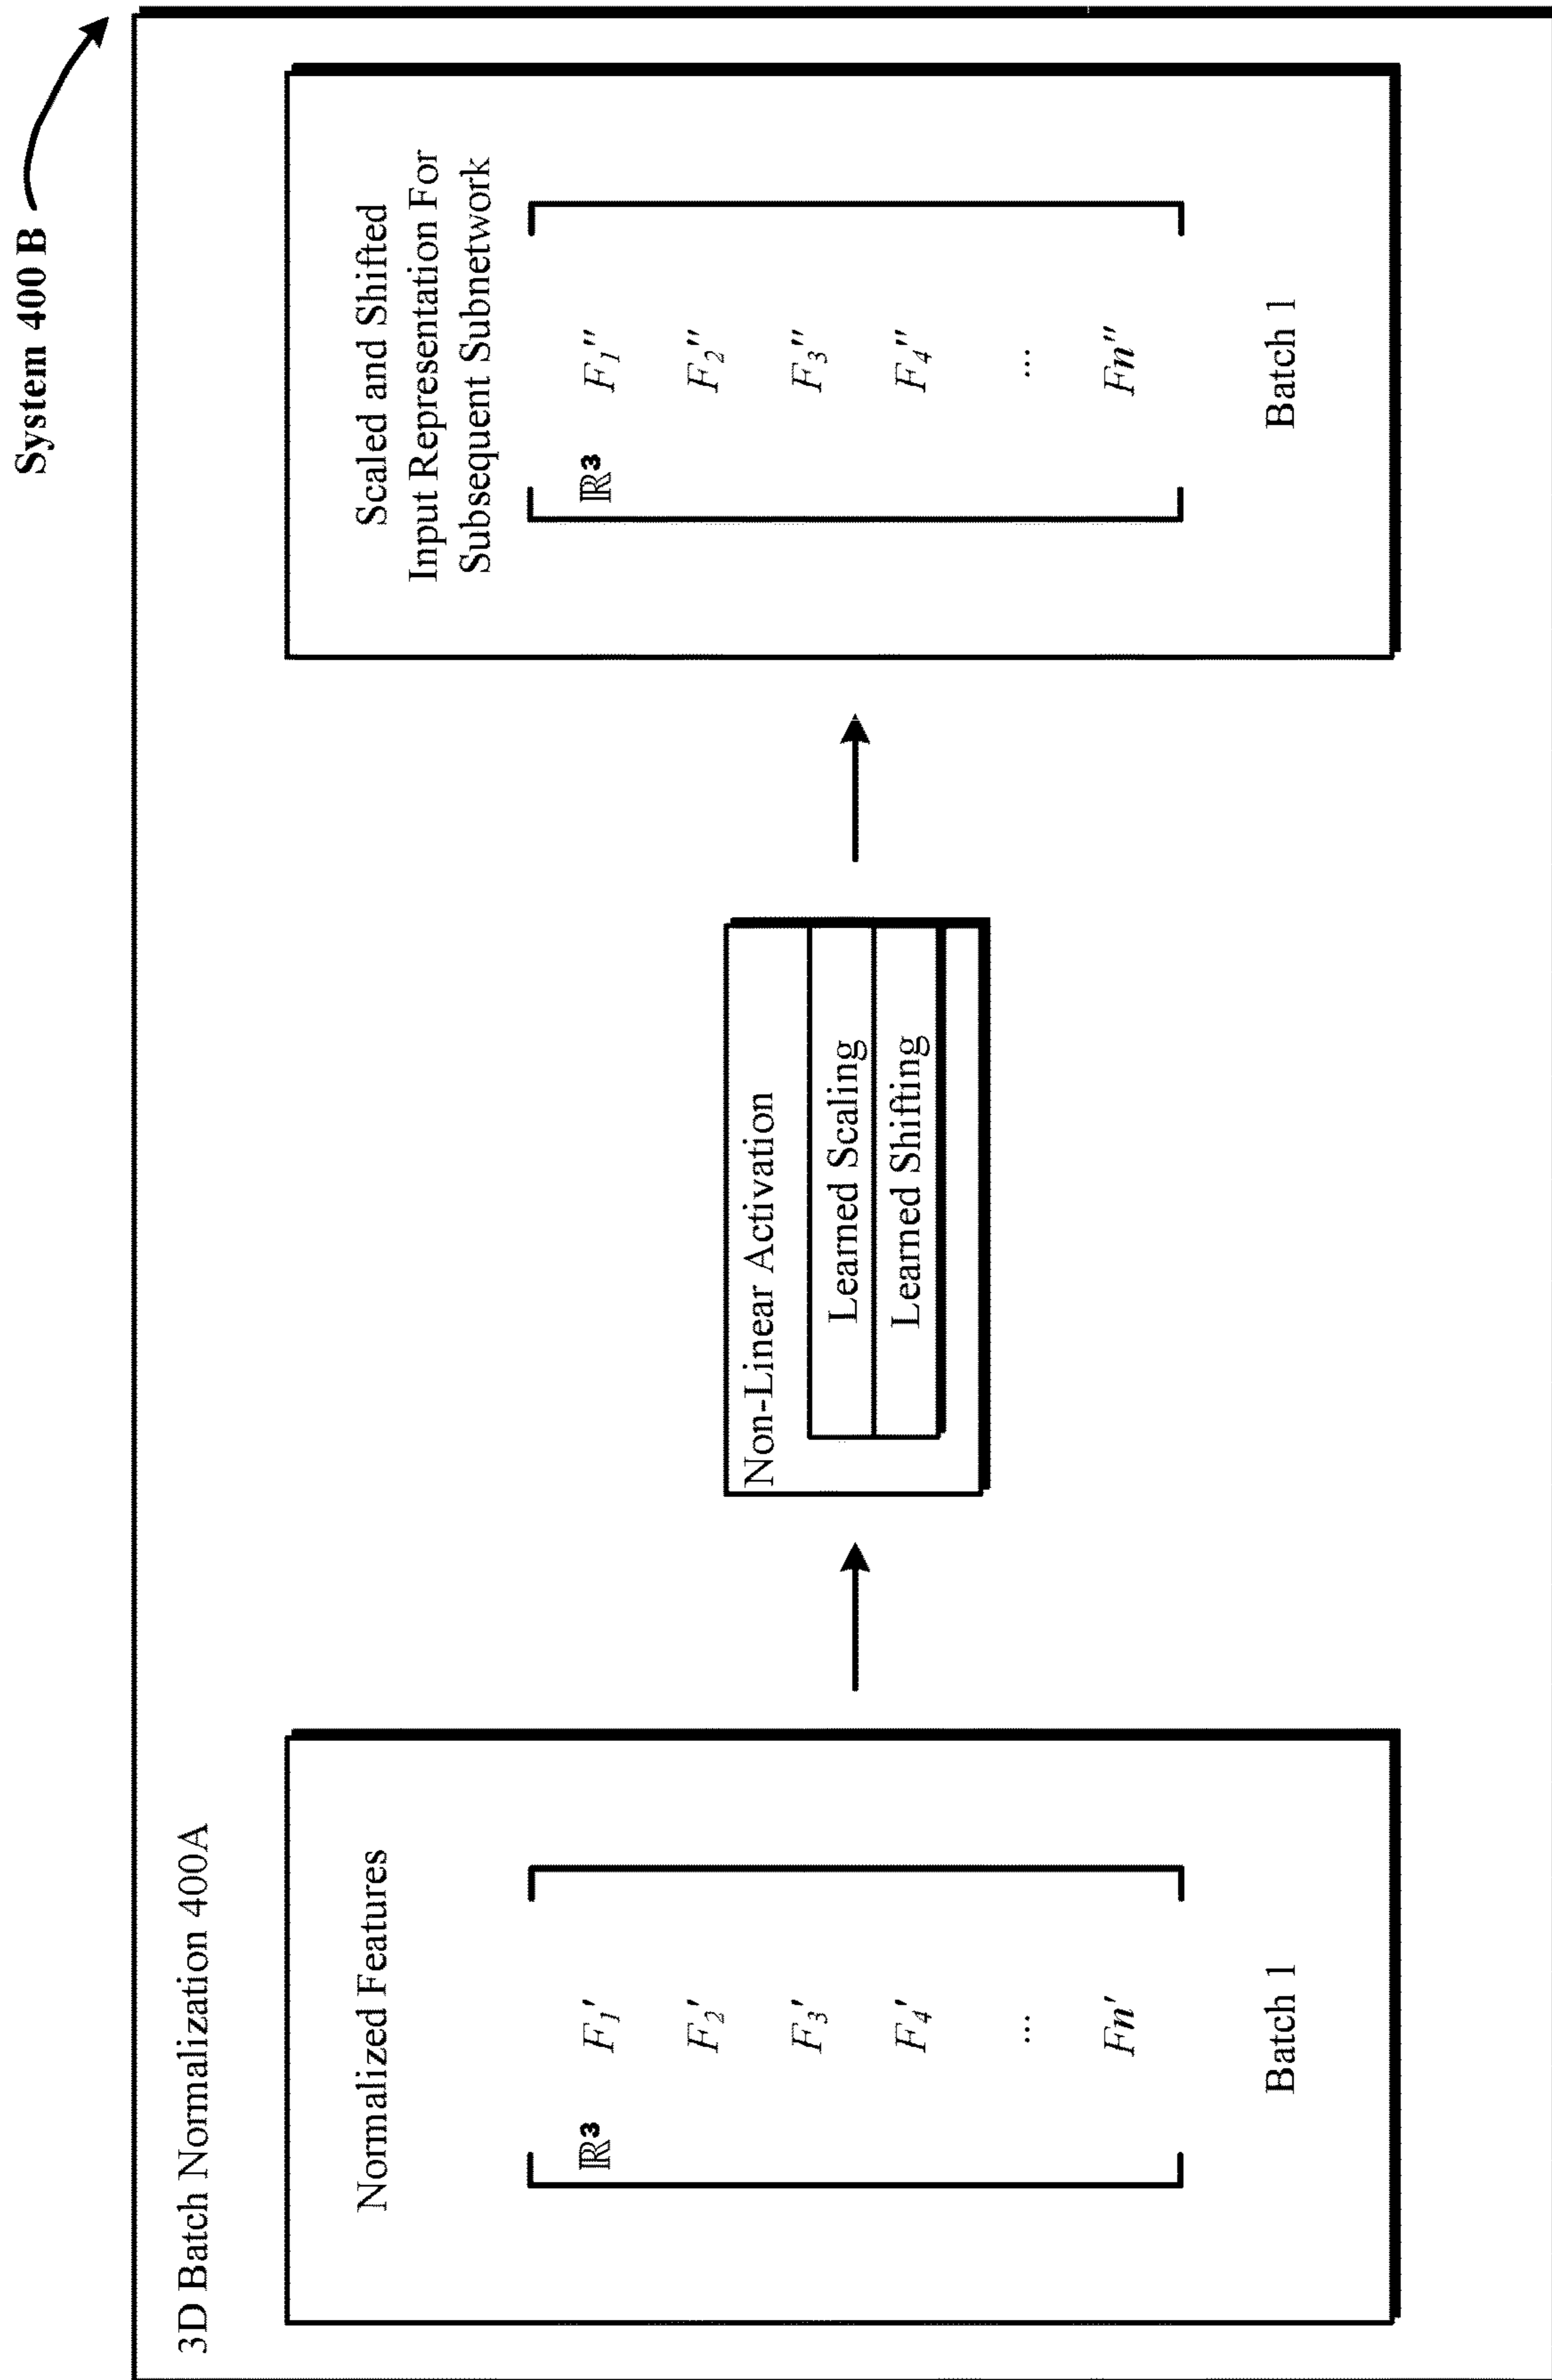 System 400 B
3D Batch Normalization 400A
Normalized Features
ℝ³ F₁'
F₂'
F₃'
F₄'
...
Fn'
Batch 1
Non-Linear Activation
Learned Scaling
Learned Shifting
Scaled and Shifted
Input Representation For
Subsequent Subnetwork
ℝ³ F₁''
F₂''
F₃''
F₄''
...
Fn''
Batch 1